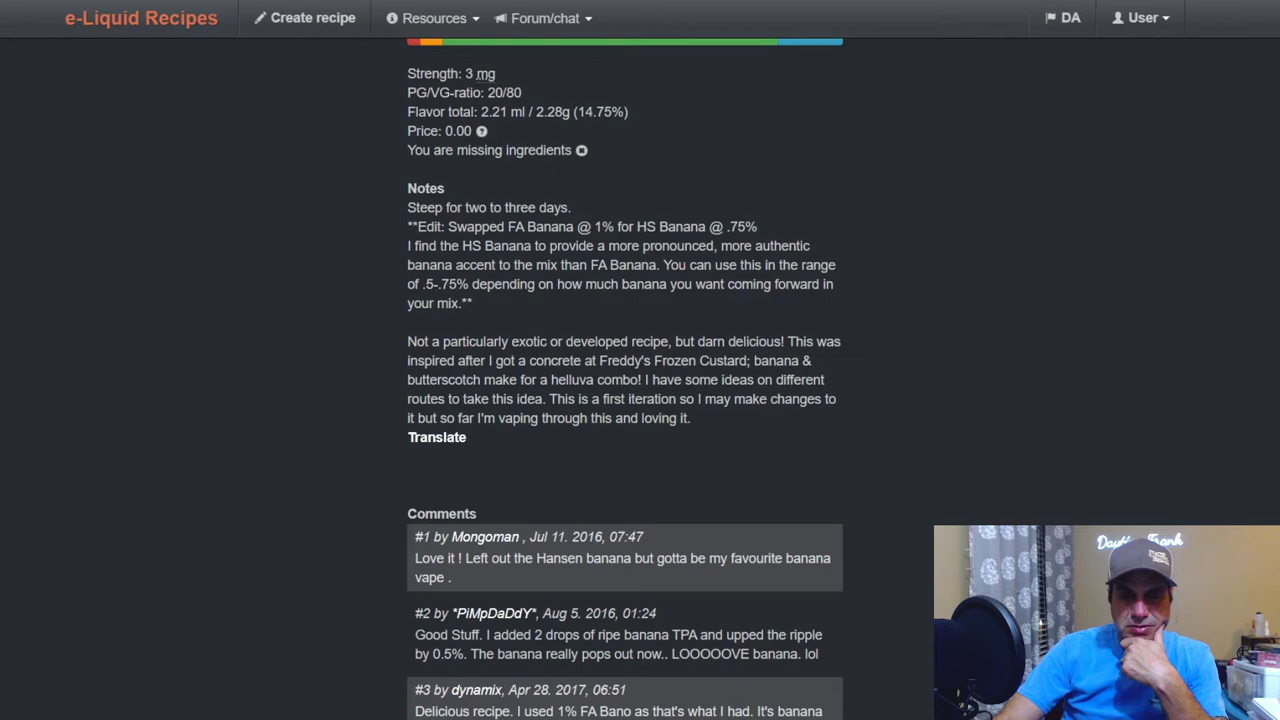 e-Liquid Recipes
Create recipe
Resources
Forum/chat
DA
User
Strength: 3 mg
PG/VG-ratio: 20/80
Flavor total: 2.21 ml / 2.28g (14.75%)
Price: 0.00
You are missing ingredients
Notes
Steep for two to three days.
**Edit: Swapped FA Banana @ 1% for HS Banana @ .75%
I find the HS Banana to provide a more pronounced, more authentic
banana accent to the mix than FA Banana. You can use this in the range
of .5-.75% depending on how much banana you want coming forward in
your mix.**
Not a particularly exotic or developed recipe, but darn delicious! This was
inspired after I got a concrete at Freddy's Frozen Custard; banana &
butterscotch make for a helluva combo! I have some ideas on different
routes to take this idea. This is a first iteration so I may make changes to
it but so far I'm vaping through this and loving it.
Translate
Comments
#1 by Mongoman , Jul 11. 2016, 07:47
Love it ! Left out the Hansen banana but gotta be my favourite banana
vape .
#2 by *PiMpDaDdY*, Aug 5. 2016, 01:24
Good Stuff. I added 2 drops of ripe banana TPA and upped the ripple
by 0.5%. The banana really pops out now.. LOOOOOVE banana. lol
#3 by dynamix, Apr 28. 2017, 06:51
Delicious recipe. I used 1% FA Bano as that's what I had. It's banana